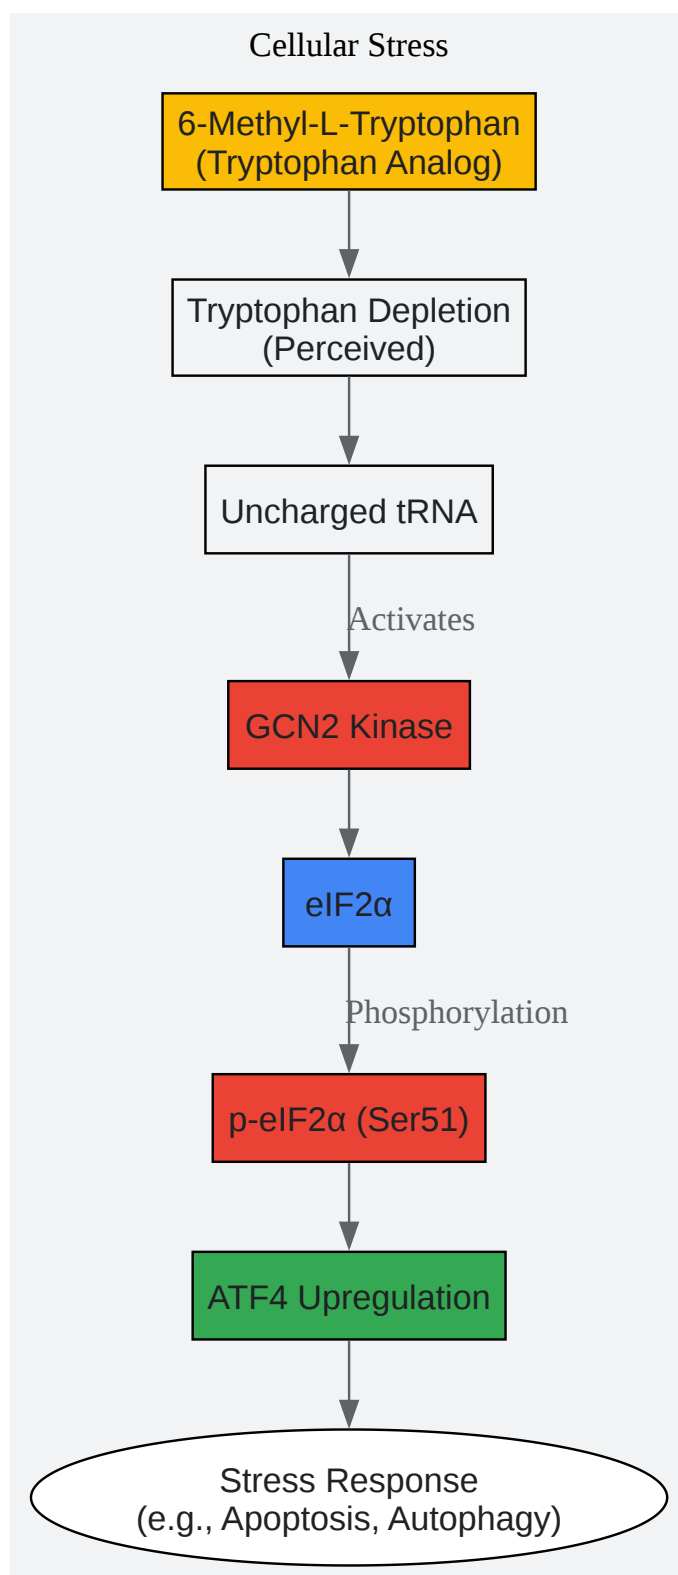 Cellular Stress
6-Methyl-L-Tryptophan
(Tryptophan Analog)
Tryptophan Depletion
(Perceived)
Uncharged tRNA
Activates
GCN2 Kinase
eIF2α
Phosphorylation
p-eIF2α (Ser51)
ATF4 Upregulation
Stress Response
(e.g., Apoptosis, Autophagy)